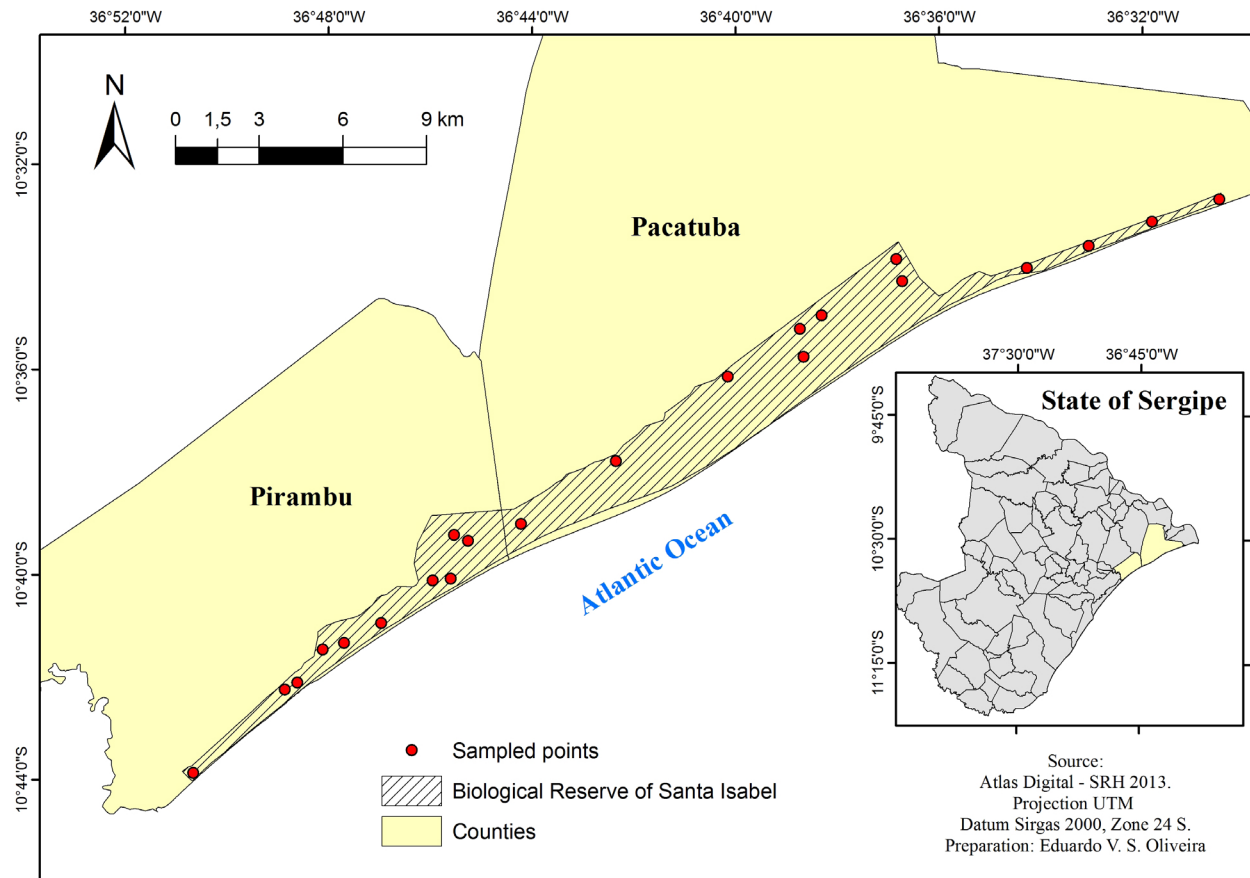 36°52'0"W 36°48'0"W 36°44'0"W 36°40'0"W 36°36'0"W 36°32'0"W
N
0 1,5 3 6 9 km
10°32'0"S
10°36'0"S
10°40'0"S
10°44'0"S
Pacatuba
Pirambu
Atlantic Ocean
37°30'0"W 36°45'0"W
State of Sergipe
9°45'0"S
10°30'0"S
11°15'0"S
Sampled points
Biological Reserve of Santa Isabel
Counties
Source:
Atlas Digital - SRH 2013.
Projection UTM
Datum Sirgas 2000, Zone 24 S.
Preparation: Eduardo V. S. Oliveira